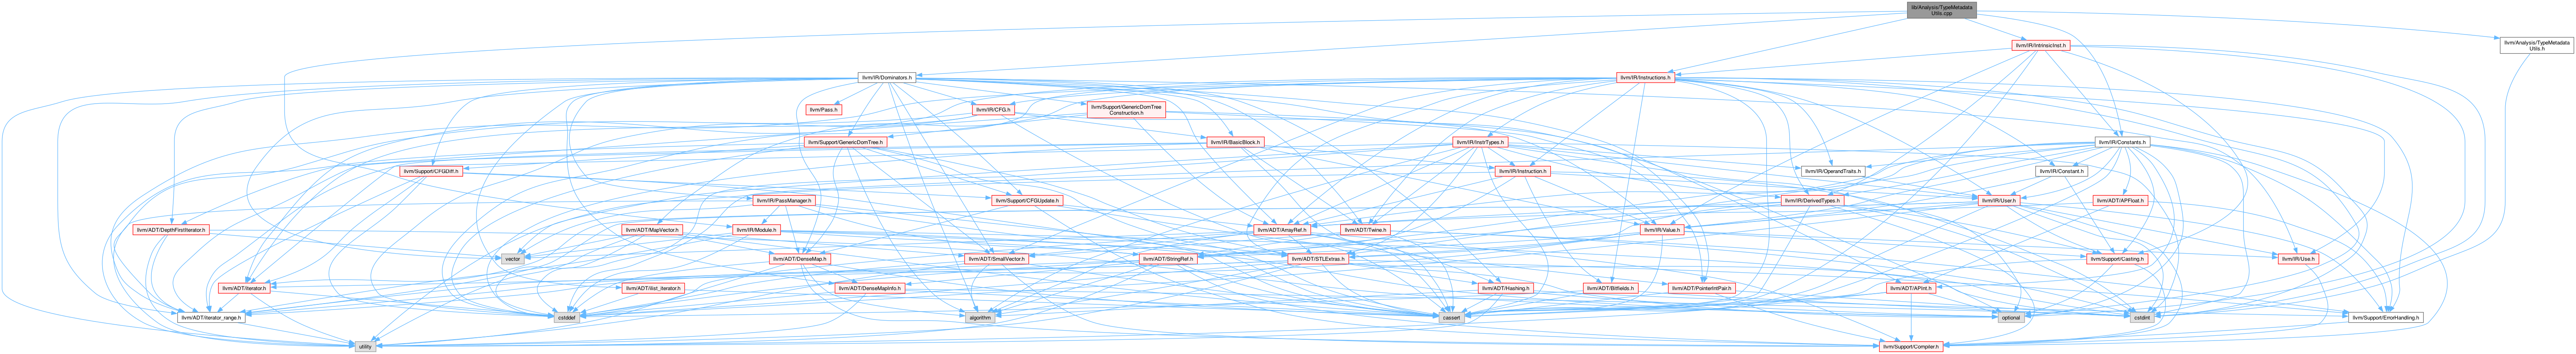 lib/Analysis/TypeMetadata
Utils.cpp
llvm/IR/IntrinsicInst.h
llvm/Analysis/TypeMetadata
Utils.h
llvm/IR/Dominators.h
llvm/IR/Instructions.h
llvm/Pass.h
llvm/IR/CFG.h
llvm/Support/GenericDomTree
Construction.h
llvm/Support/GenericDomTree.h
llvm/IR/BasicBlock.h
llvm/IR/InstrTypes.h
llvm/IR/Constants.h
llvm/Support/CFGDiff.h
llvm/IR/Instruction.h
llvm/IR/OperandTraits.h
llvm/IR/Constant.h
llvm/IR/PassManager.h
llvm/Support/CFGUpdate.h
llvm/IR/DerivedTypes.h
llvm/IR/User.h
llvm/ADT/APFloat.h
llvm/ADT/DepthFirstIterator.h
llvm/ADT/MapVector.h
llvm/IR/Module.h
llvm/ADT/ArrayRef.h
llvm/ADT/Twine.h
llvm/IR/Value.h
vector
llvm/ADT/DenseMap.h
llvm/ADT/SmallVector.h
llvm/ADT/StringRef.h
llvm/ADT/STLExtras.h
llvm/Support/Casting.h
llvm/IR/Use.h
llvm/ADT/iterator.h
llvm/ADT/ilist_iterator.h
llvm/ADT/DenseMapInfo.h
llvm/ADT/Hashing.h
llvm/ADT/Bitfields.h
llvm/ADT/PointerIntPair.h
llvm/ADT/APInt.h
llvm/ADT/iterator_range.h
cstddef
algorithm
cassert
optional
cstdint
llvm/Support/ErrorHandling.h
utility
llvm/Support/Compiler.h